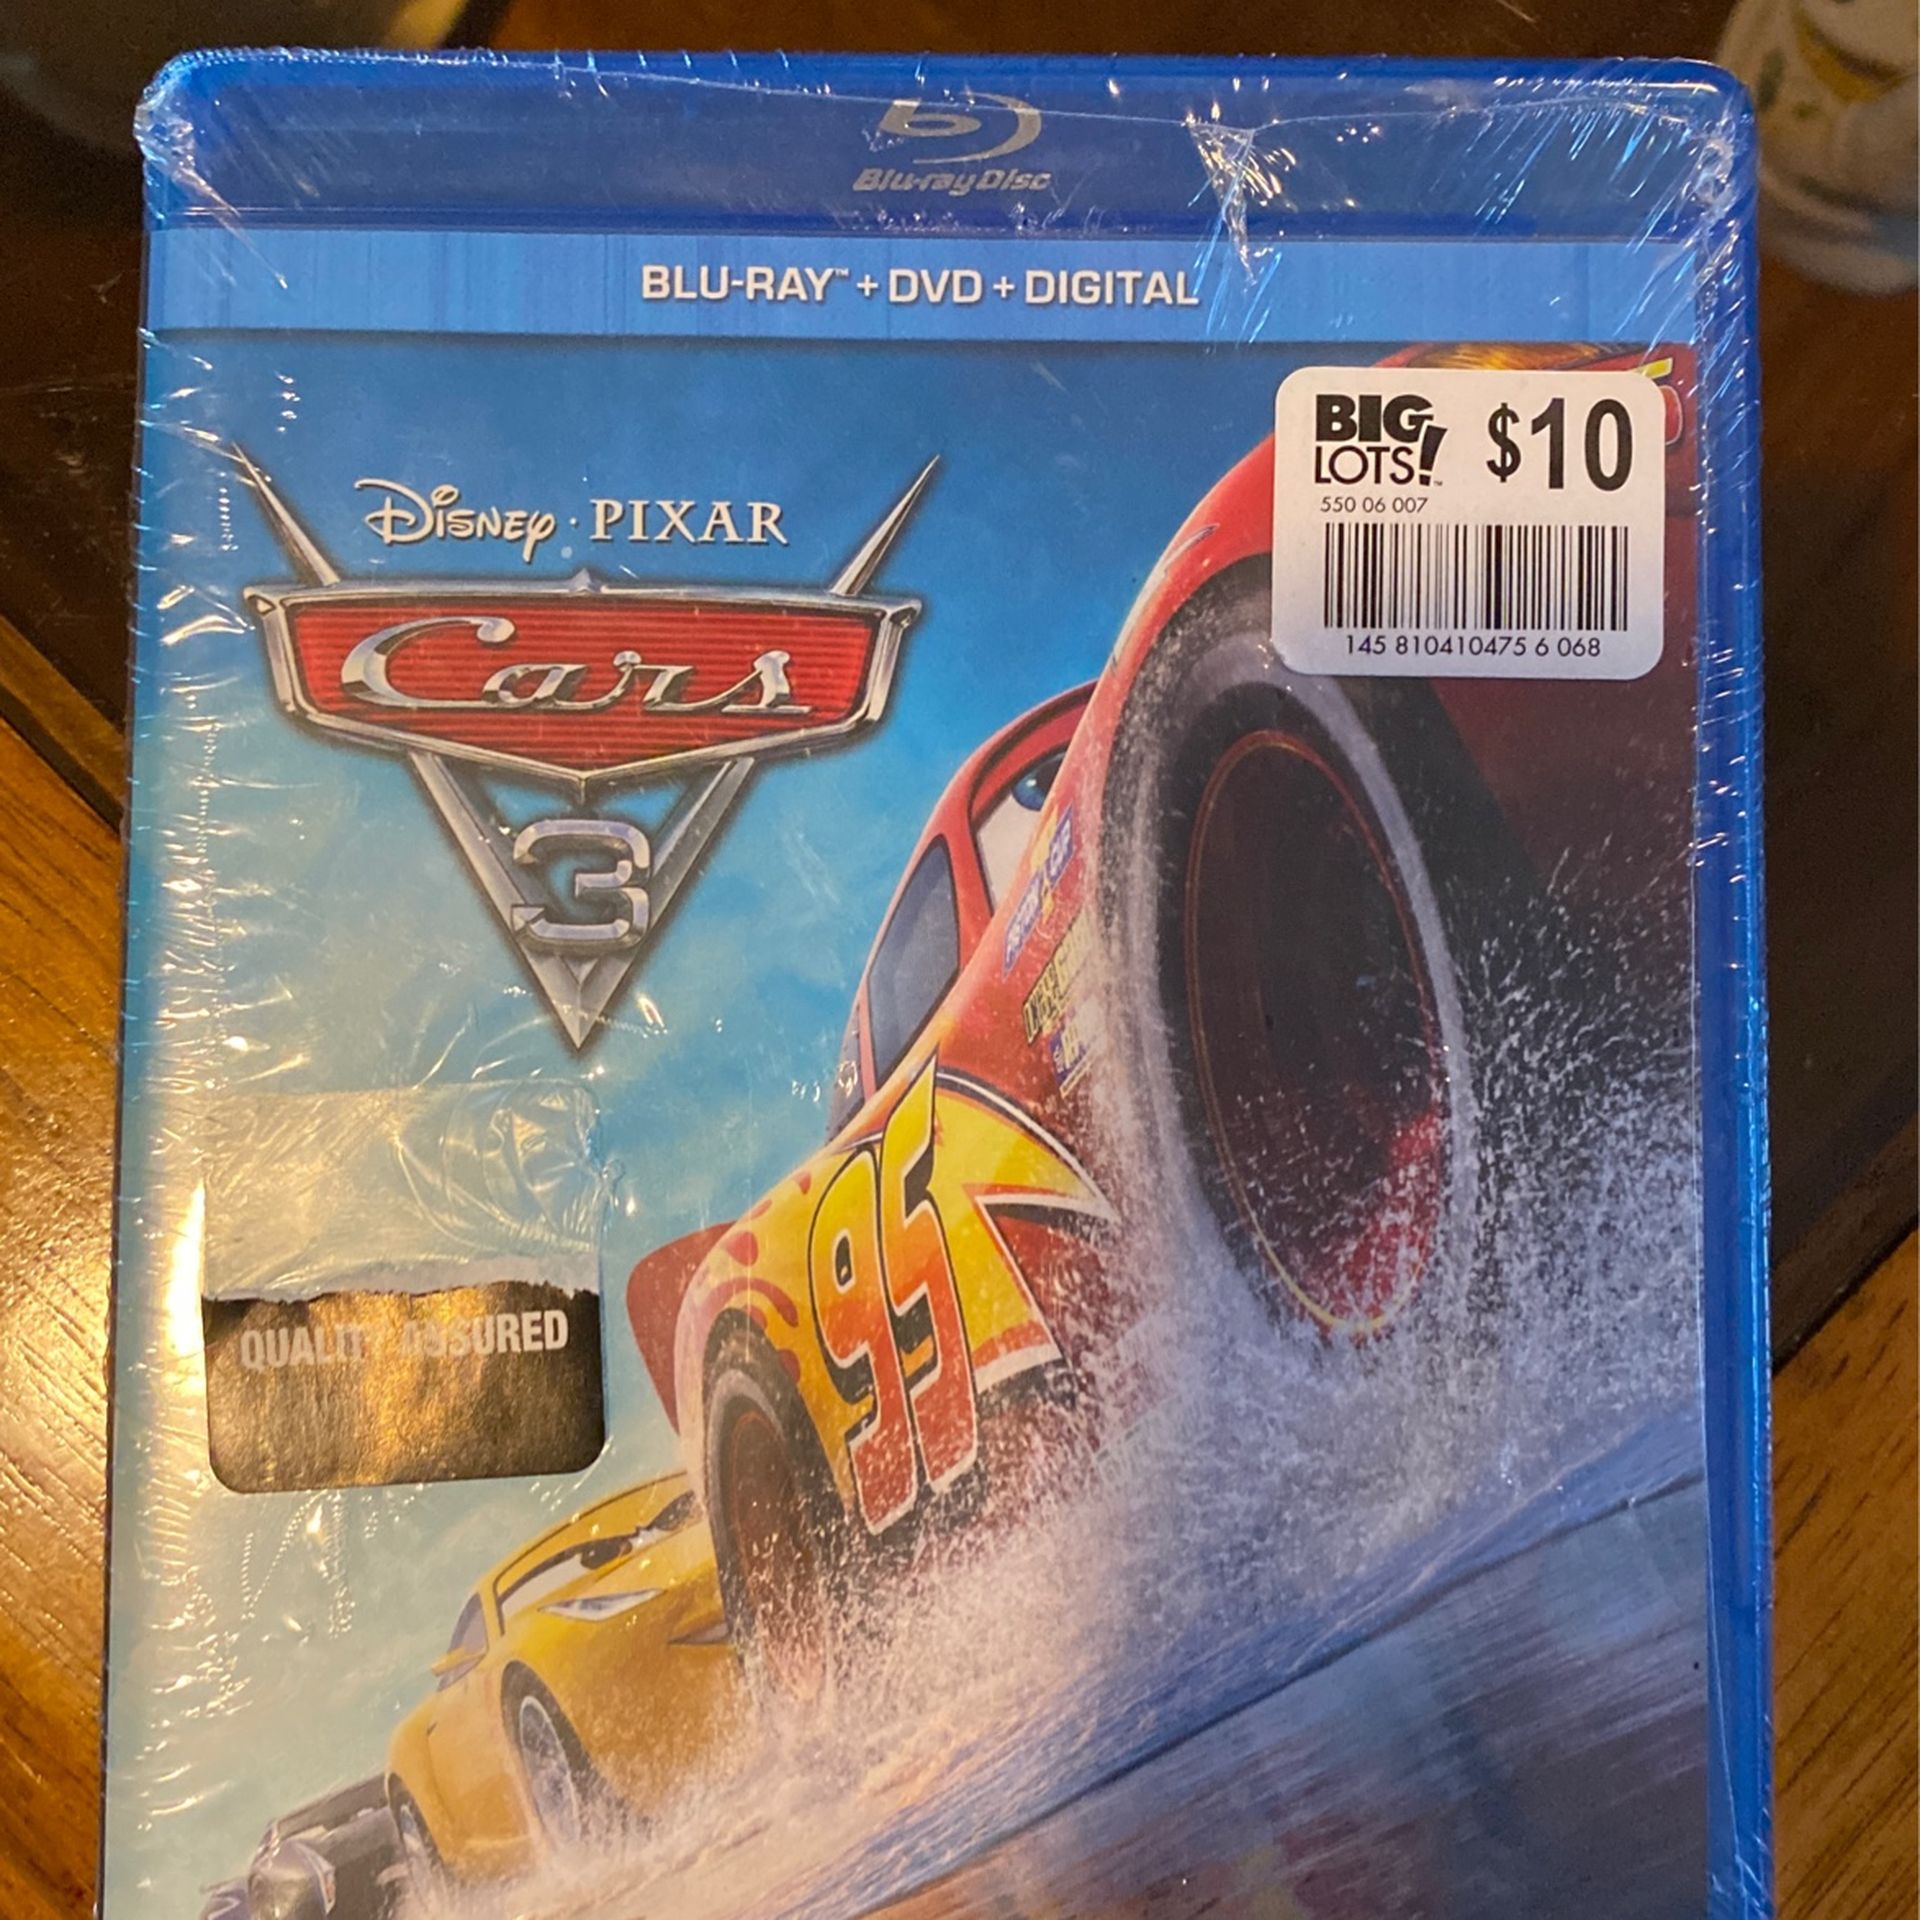 Blu-ray Disc
BLU-RAY™ + DVD + DIGITAL
BIG LOTS!™ $10
550 06 007
145 810410475 6 068
Disney · PIXAR
Cars
3
95
QUALITY ASSURED